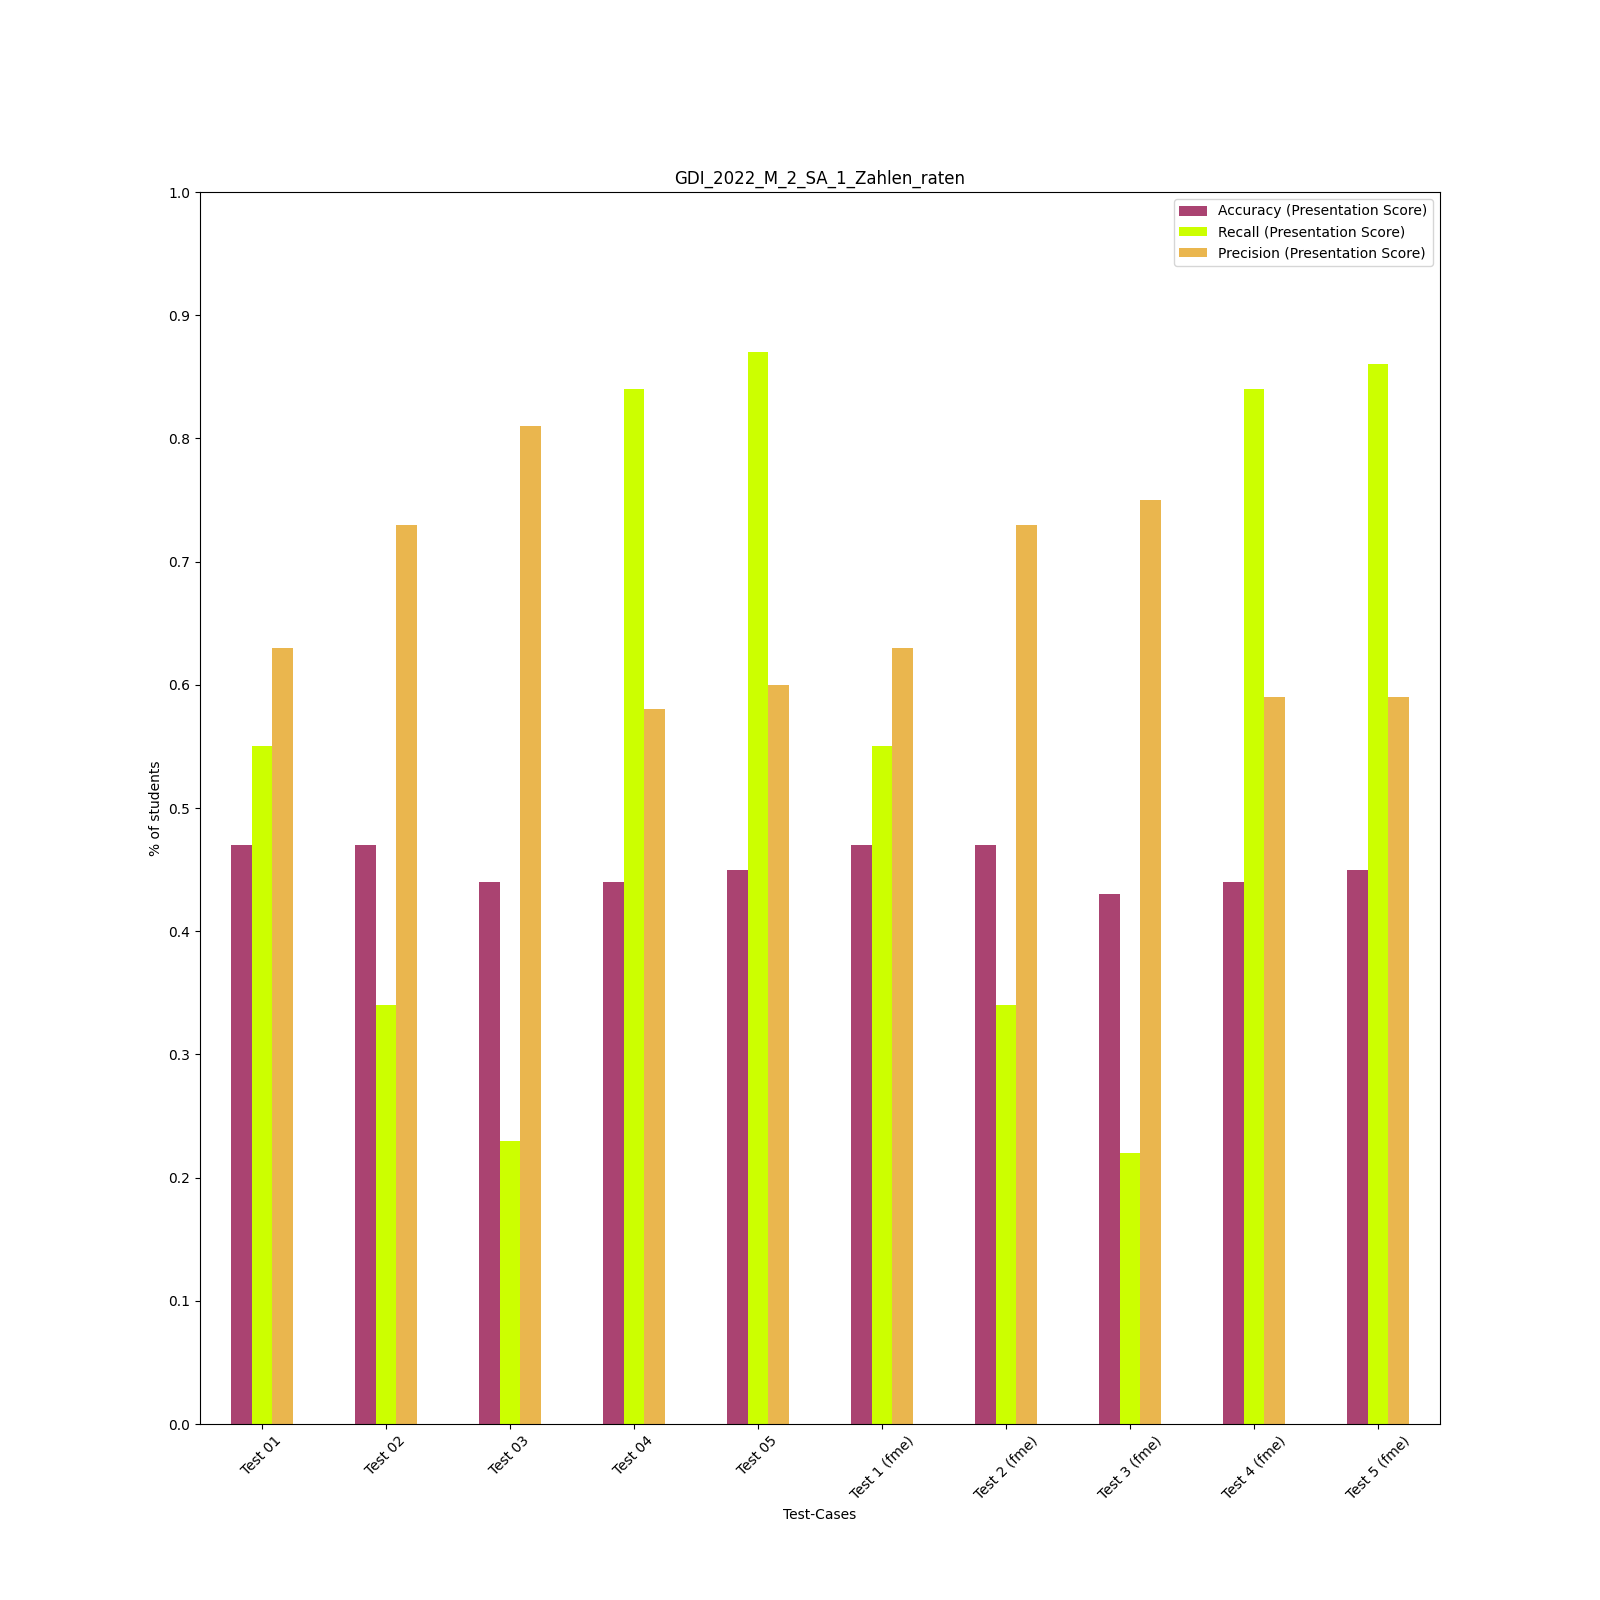 GDI_2022_M_2_SA_1_Zahlen_raten
Accuracy (Presentation Score)
Recall (Presentation Score)
Precision (Presentation Score)
% of students
1.0
0.9
0.8
0.7
0.6
0.5
0.4
0.3
0.2
0.1
0.0
Test 01
Test 02
Test 03
Test 04
Test 05
Test 1 (fme)
Test 2 (fme)
Test 3 (fme)
Test 4 (fme)
Test 5 (fme)
Test-Cases